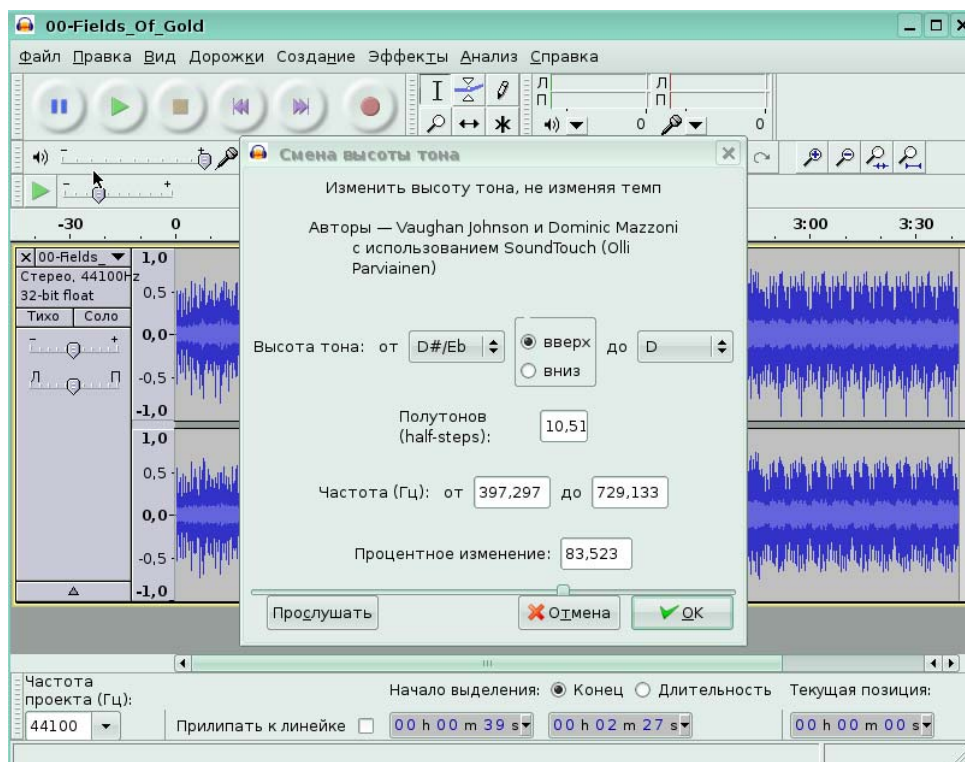 00-Fields_Of_Gold
Файл Правка Вид Дорожки Создание Эффекты Анализ Справка
Л
П
0
Л
П
0
- +
-30 0 3:00 3:30
Смена высоты тона
Изменить высоту тона, не изменяя темп
Авторы — Vaughan Johnson и Dominic Mazzoni
с использованием SoundTouch (Olli
Parviainen)
Высота тона: от D#/Eb вверх до D
вниз
Полутонов
(half-steps): 10,51
Частота (Гц): от 397,297 до 729,133
Процентное изменение: 83,523
Прослушать Отмена OK
00-Fields_
Стерео, 44100Hz
32-bit float
Тихо Соло
- +
Л П
1,0
0,5
0,0
-0,5
-1,0
1,0
0,5
0,0
-0,5
-1,0
Частота
проекта (Гц):
44100
Прилипать к линейке
Начало выделения: Конец Длительность Текущая позиция:
00 h 00 m 39 s 00 h 02 m 27 s 00 h 00 m 00 s